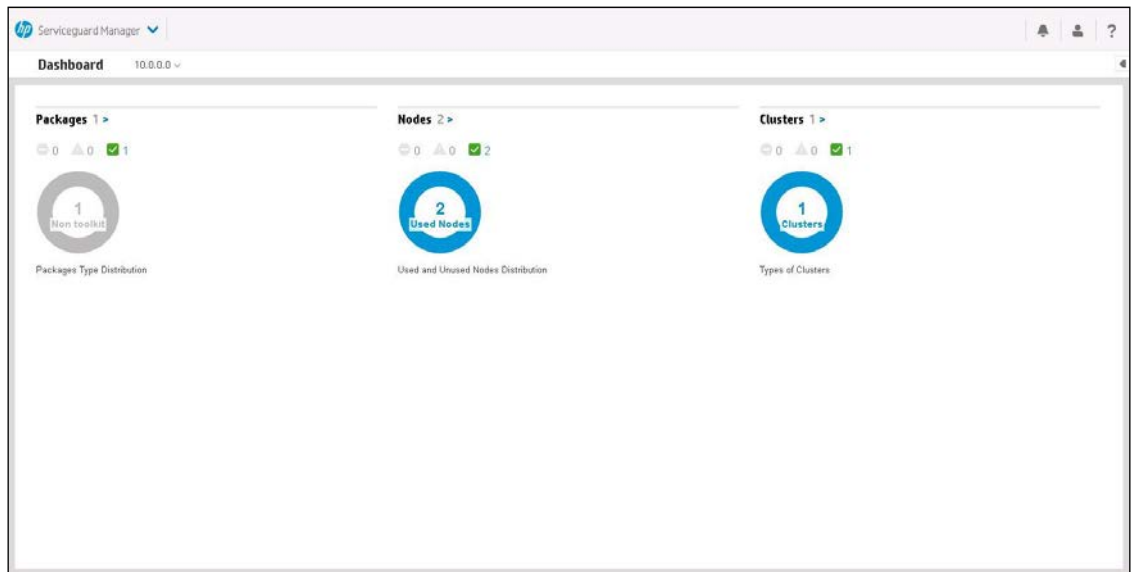 hp Serviceguard Manager
?
Dashboard 10.0.0.0
Packages 1 >
0 0 1
1
Non toolkit
Packages Type Distribution
Nodes 2 >
0 0 2
2
Used Nodes
Used and Unused Nodes Distribution
Clusters 1 >
0 0 1
1
Clusters
Types of Clusters